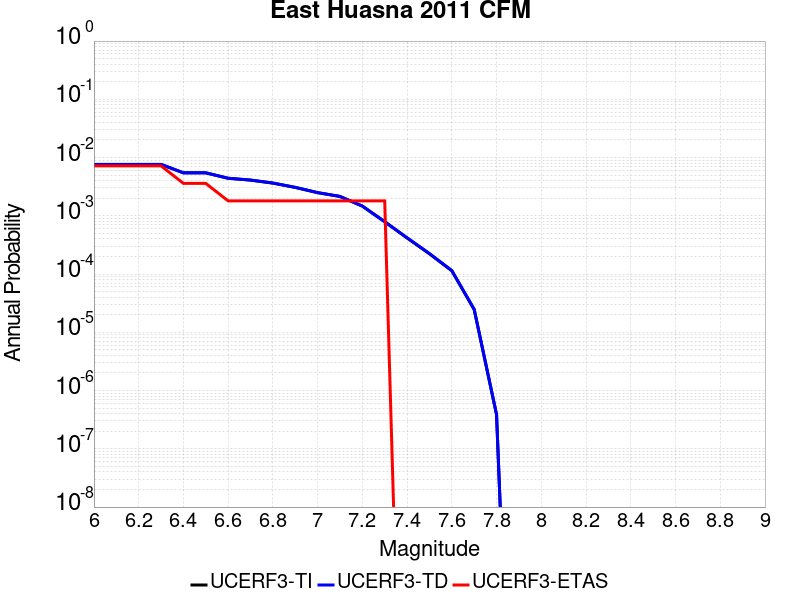 East Huasna 2011 CFM
10^0
10^-1
10^-2
10^-3
10^-4
10^-5
10^-6
10^-7
10^-8
Annual Probability
6 6.2 6.4 6.6 6.8 7 7.2 7.4 7.6 7.8 8 8.2 8.4 8.6 8.8 9
Magnitude
UCERF3-TI UCERF3-TD UCERF3-ETAS